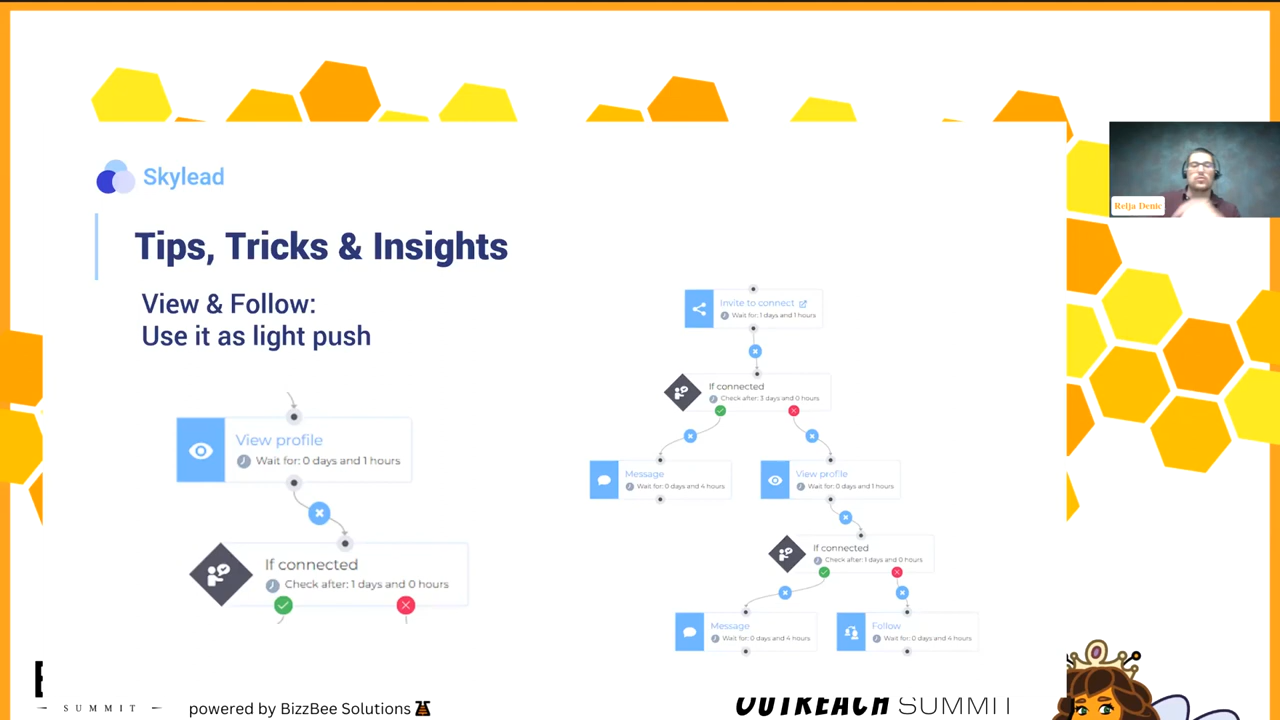 Skylead
Tips, Tricks & Insights
View & Follow:
Use it as light push
View profile
Wait for: 0 days and 1 hours
If connected
Check after: 1 days and 0 hours
Invite to connect
Wait for: 1 days and 1 hours
If connected
Check after: 3 days and 0 hours
Message
Wait for: 0 days and 4 hours
View profile
Wait for: 0 days and 1 hours
If connected
Check after: 1 days and 0 hours
Message
Wait for: 0 days and 4 hours
Follow
Wait for: 0 days and 4 hours
Relja Denic
SUMMIT
powered by BizzBee Solutions
OUTREACH SUMMIT